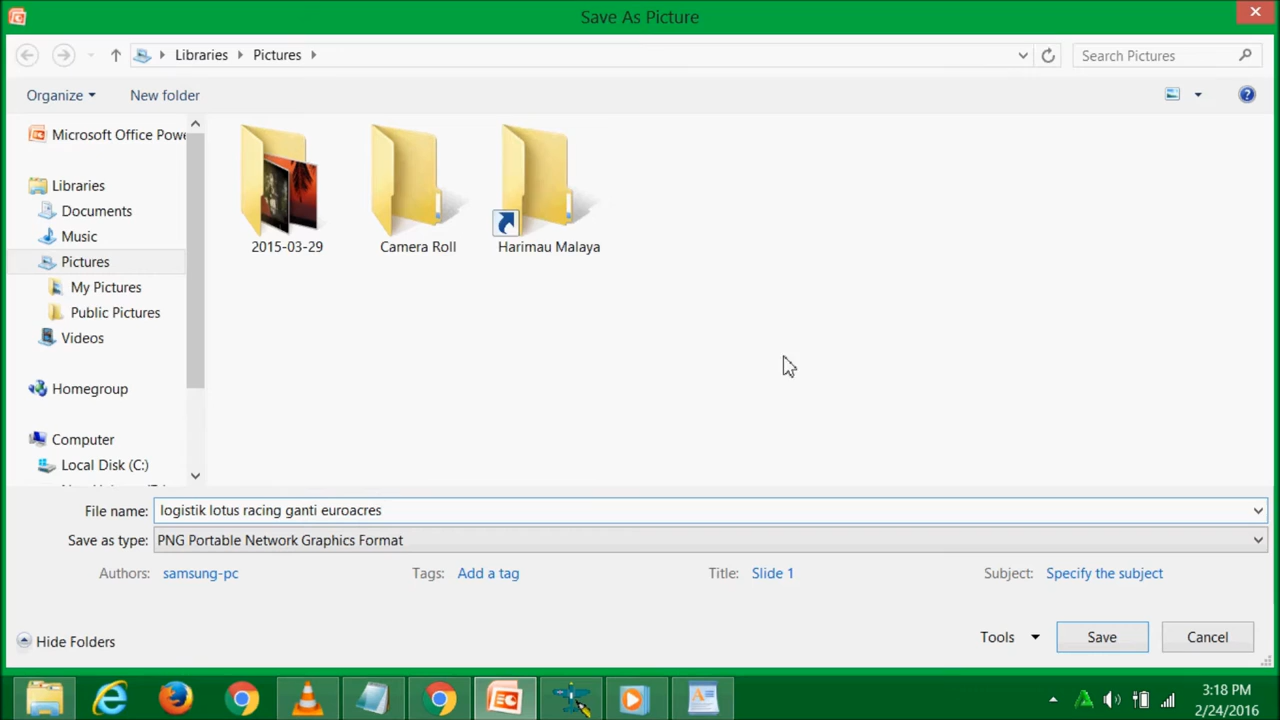 Save As Picture
Libraries
Pictures
Search Pictures
Organize
New folder
Microsoft Office Powe
Libraries
Documents
Music
Pictures
My Pictures
Public Pictures
Videos
Homegroup
Computer
Local Disk (C:)
2015-03-29
Camera Roll
Harimau Malaya
File name: logistik lotus racing ganti euroacres
Save as type: PNG Portable Network Graphics Format
Authors: samsung-pc Tags: Add a tag Title: Slide 1 Subject: Specify the subject
Hide Folders
Tools
Save
Cancel
3:18 PM
2/24/2016